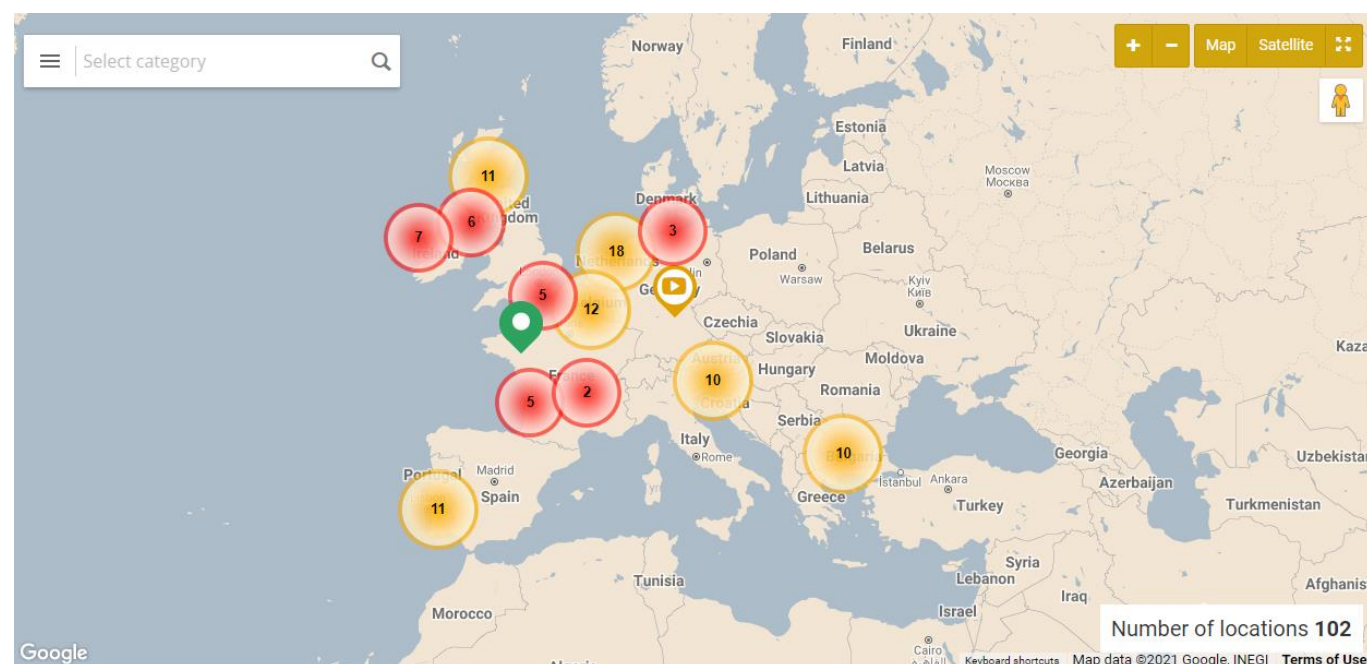 Select category
+ − Map Satellite
Norway
Finland
Estonia
Latvia
Moscow
Москва
Lithuania
Denmark
11
6
7
3
18
5
12
Poland
Warsaw
Belarus
Kyiv
Київ
Czechia
Slovakia
Ukraine
Kaza
Hungary
Moldova
10
Romania
France
5
2
Serbia
Italy
Rome
10
Georgia
Uzbekista
Portugal
Madrid
Spain
Istanbul
Ankara
Azerbaijan
Greece
Turkey
Turkmenistan
11
Syria
Tunisia
Lebanon
Afghanis
Iraq
Morocco
Israel
Number of locations 102
Cairo
Google
Keyboard shortcuts Map data ©2021 Google, INEGI Terms of Use